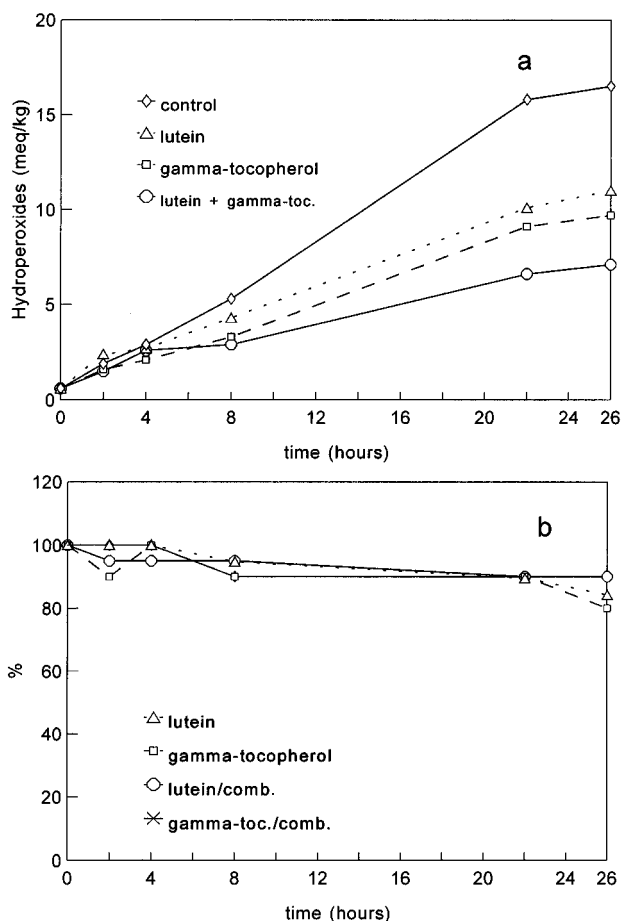 20
15
10
5
0
Hydroperoxides (meq/kg)
a
control
lutein
gamma-tocopherol
lutein + gamma-toc.
0 4 8 12 16 20 22 24 26
time (hours)
120
100
80
60
40
20
0
%
b
lutein
gamma-tocopherol
lutein/comb.
gamma-toc./comb.
0 4 8 12 16 20 22 24 26
time (hours)